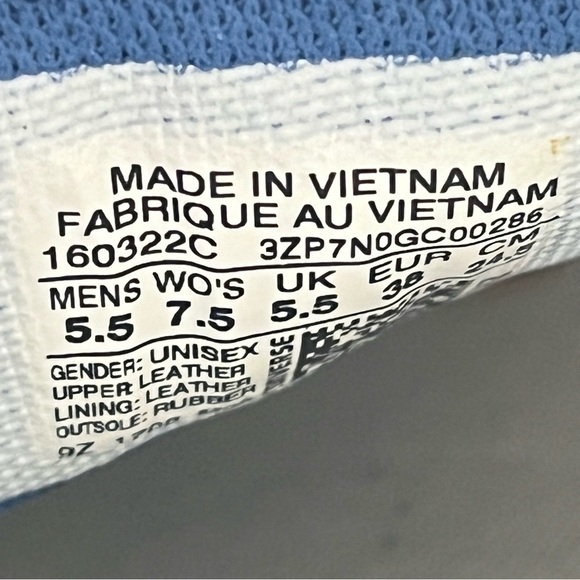 MADE IN VIETNAM
FABRIQUE AU VIETNAM
160322C 3ZP7N0GC00286
MENS WO'S UK EUR CM
5.5 7.5 5.5 38 24.5
GENDER: UNISEX
UPPER: LEATHER
LINING: LEATHER
OUTSOLE: RUBBER